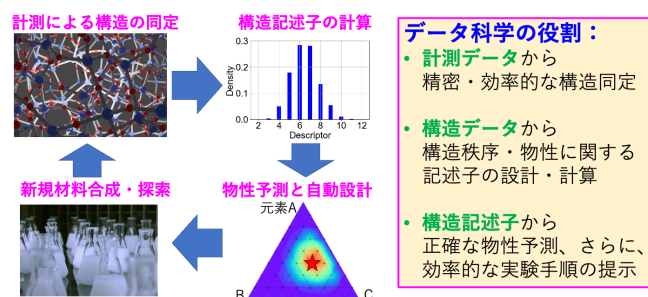 計測による構造の同定
構造記述子の計算
Density
0.3
0.2
0.1
0.0
2 4 6 8 10 12
Descriptor
新規材料合成・探索
物性予測と自動設計
元素A
B
C
データ科学の役割：
• 計測データから
精密・効率的な構造同定
• 構造データから
構造秩序・物性に関する
記述子の設計・計算
• 構造記述子から
正確な物性予測、さらに、
効率的な実験手順の提示